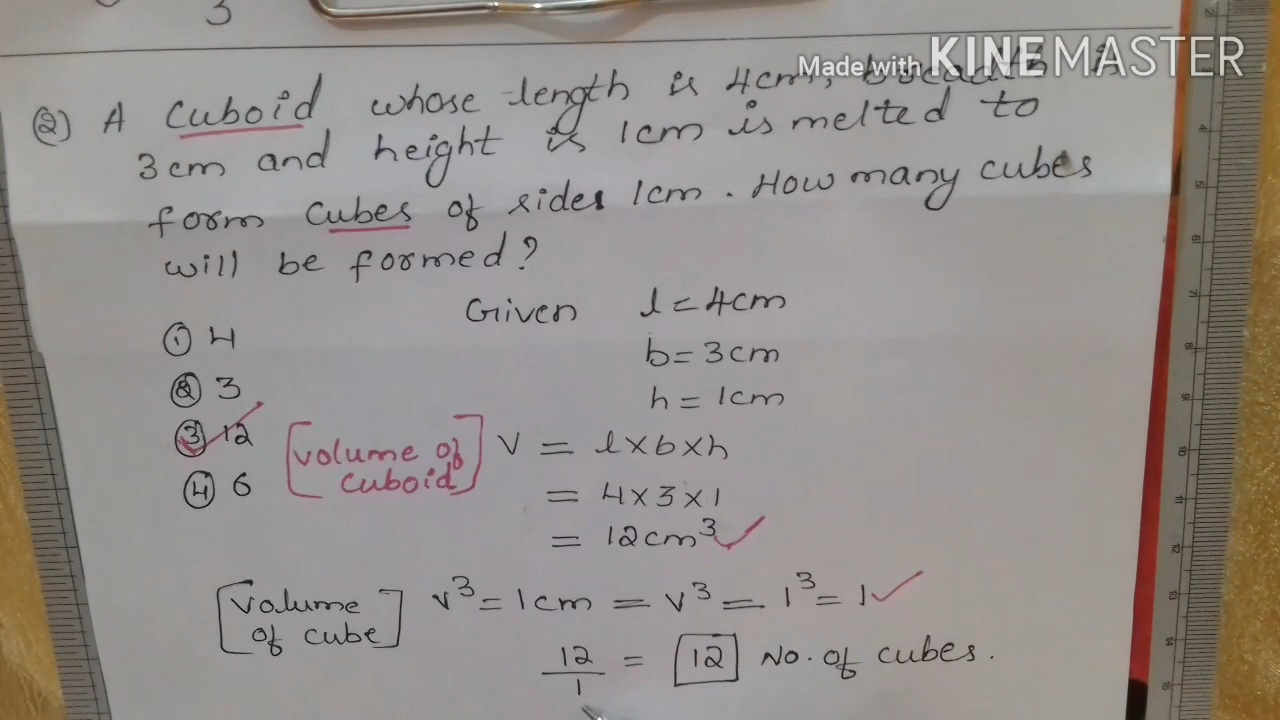 3
Made with KINEMASTER
Q) A cuboid whose length is 4cm, breadth is
3cm and height is 1cm is melted to
form cubes of sides 1cm. How many cubes
will be formed?
Given l = 4cm
① 4
b = 3cm
② 3
h = 1cm
③ 12 [volume of cuboid] V = l×b×h
④ 6
= 4×3×1
= 12cm³ ✓
[volume of cube] v³ = 1cm = v³ = 1³ = 1 ✓
12/1 = 12 No. of cubes.